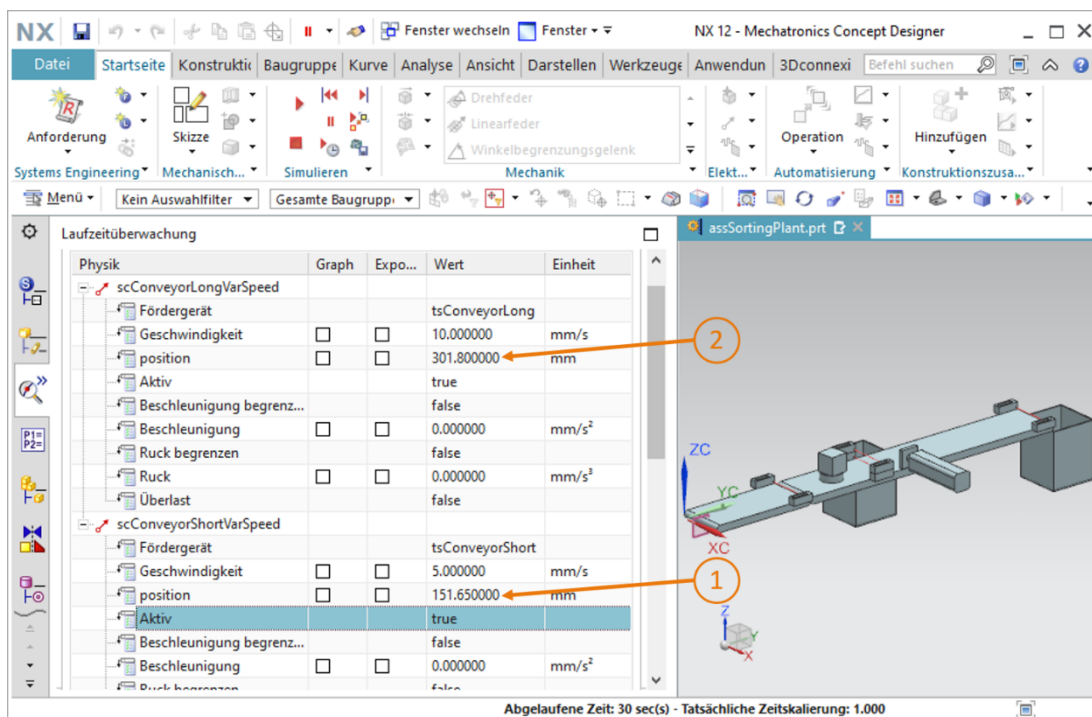 NX Fenster wechseln Fenster NX 12 - Mechatronics Concept Designer
Datei Startseite Konstruktic Baugruppe Kurve Analyse Ansicht Darstellen Werkzeuge Anwendun 3Dconnexi Befehl suchen
Anforderung Skizze Drehfeder Linearfeder Winkelbegrenzungsgelenk Operation Hinzufügen
Systems Engineering Mechanisch... Simulieren Mechanik Elekt... Automatisierung Konstruktionszusa...
Menü Kein Auswahlfilter Gesamte Baugruppe
Laufzeitüberwachung assSortingPlant.prt
Physik Graph Expo... Wert Einheit
scConveyorLongVarSpeed
Fördergerät tsConveyorLong
Geschwindigkeit 10.000000 mm/s
position 301.800000 mm
2
Aktiv true
Beschleunigung begrenz... false
Beschleunigung 0.000000 mm/s²
Ruck begrenzen false
Ruck 0.000000 mm/s³
Überlast false
scConveyorShortVarSpeed
Fördergerät tsConveyorShort
Geschwindigkeit 5.000000 mm/s
position 151.650000 mm
1
Aktiv true
Beschleunigung begrenz... false
Beschleunigung 0.000000 mm/s²
Ruck begrenzen false
ZC
YC
XC
Z
Y
X
P1=
P2=
Abgelaufene Zeit: 30 sec(s) - Tatsächliche Zeitskalierung: 1.000